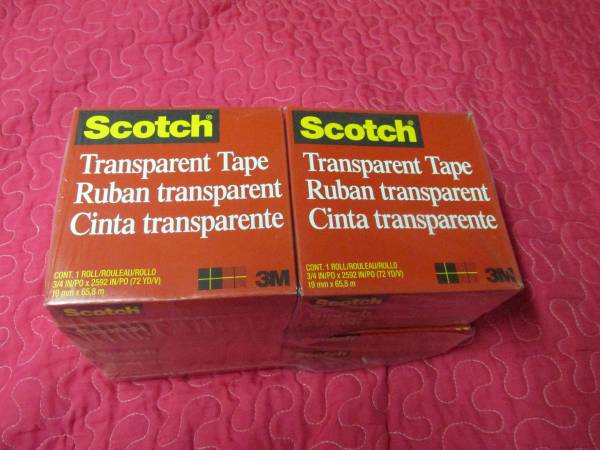 Scotch®
Transparent Tape
Ruban transparent
Cinta transparente
CONT. 1 ROLL/ROULEAU/ROLLO
3/4 IN/PO x 2592 IN/PO (72 YD/V)
19 mm x 65,8 m
3M
Scotch®
Transparent Tape
Ruban transparent
Cinta transparente
CONT. 1 ROLL/ROULEAU/ROLLO
3/4 IN/PO x 2592 IN/PO (72 YD/V)
19 mm x 65,8 m
3M
Scotch
Scotch